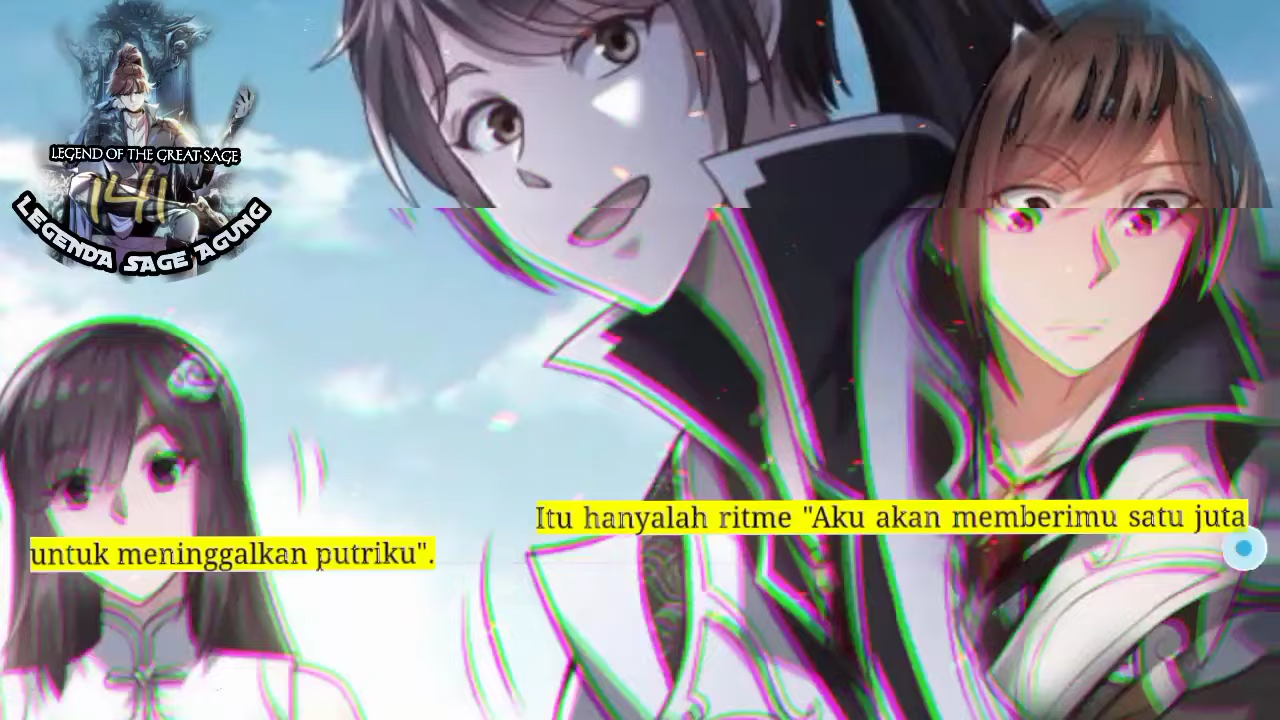 LEGEND OF THE GREAT SAGE
141
LEGENDA SAGE AGUNG
Itu hanyalah ritme "Aku akan memberimu satu juta
untuk meninggalkan putriku".